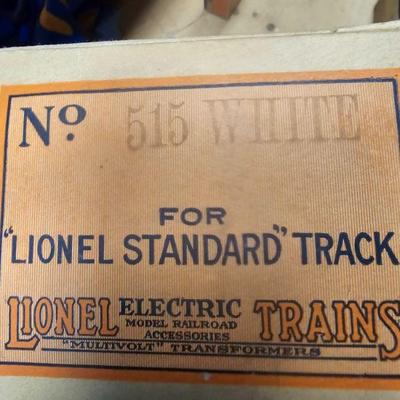 No. 515 WHITE
FOR
"LIONEL STANDARD" TRACK
LIONEL ELECTRIC TRAINS
MODEL RAILROAD
ACCESSORIES
"MULTIVOLT" TRANSFORMERS